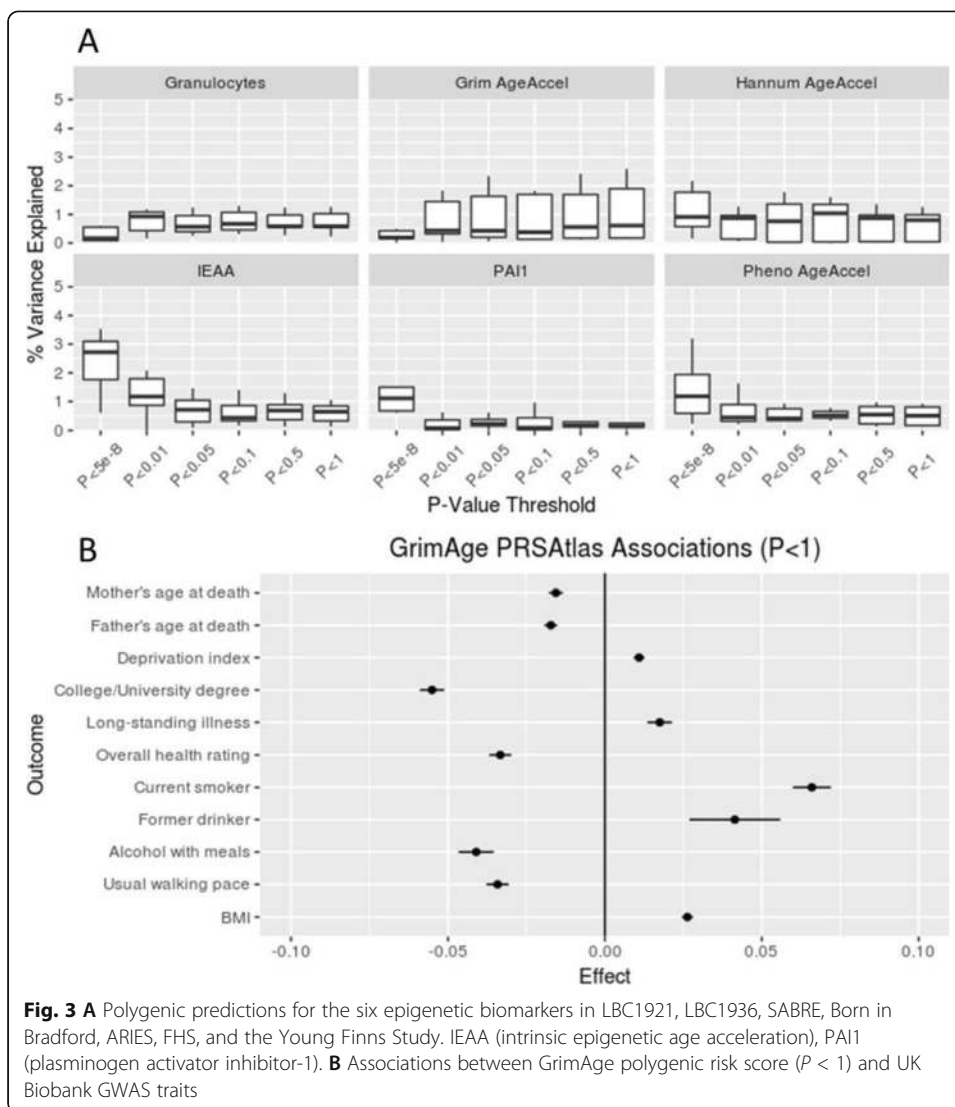 A
Granulocytes
Grim AgeAccel
Hannum AgeAccel
5
4
3
2
1
0
IEAA
PAI1
Pheno AgeAccel
5
4
3
2
1
0
% Variance Explained
P<5e-8
P<0.01
P<0.05
P<0.1
P<0.5
P<1
P<5e-8
P<0.01
P<0.05
P<0.1
P<0.5
P<1
P<5e-8
P<0.01
P<0.05
P<0.1
P<0.5
P<1
P-Value Threshold
B
GrimAge PRSAtlas Associations (P<1)
Outcome
Mother's age at death
Father's age at death
Deprivation index
College/University degree
Long-standing illness
Overall health rating
Current smoker
Former drinker
Alcohol with meals
Usual walking pace
BMI
-0.10
-0.05
0.00
0.05
0.10
Effect
Fig. 3 A Polygenic predictions for the six epigenetic biomarkers in LBC1921, LBC1936, SABRE, Born in
Bradford, ARIES, FHS, and the Young Finns Study. IEAA (intrinsic epigenetic age acceleration), PAI1
(plasminogen activator inhibitor-1). B Associations between GrimAge polygenic risk score (P < 1) and UK
Biobank GWAS traits